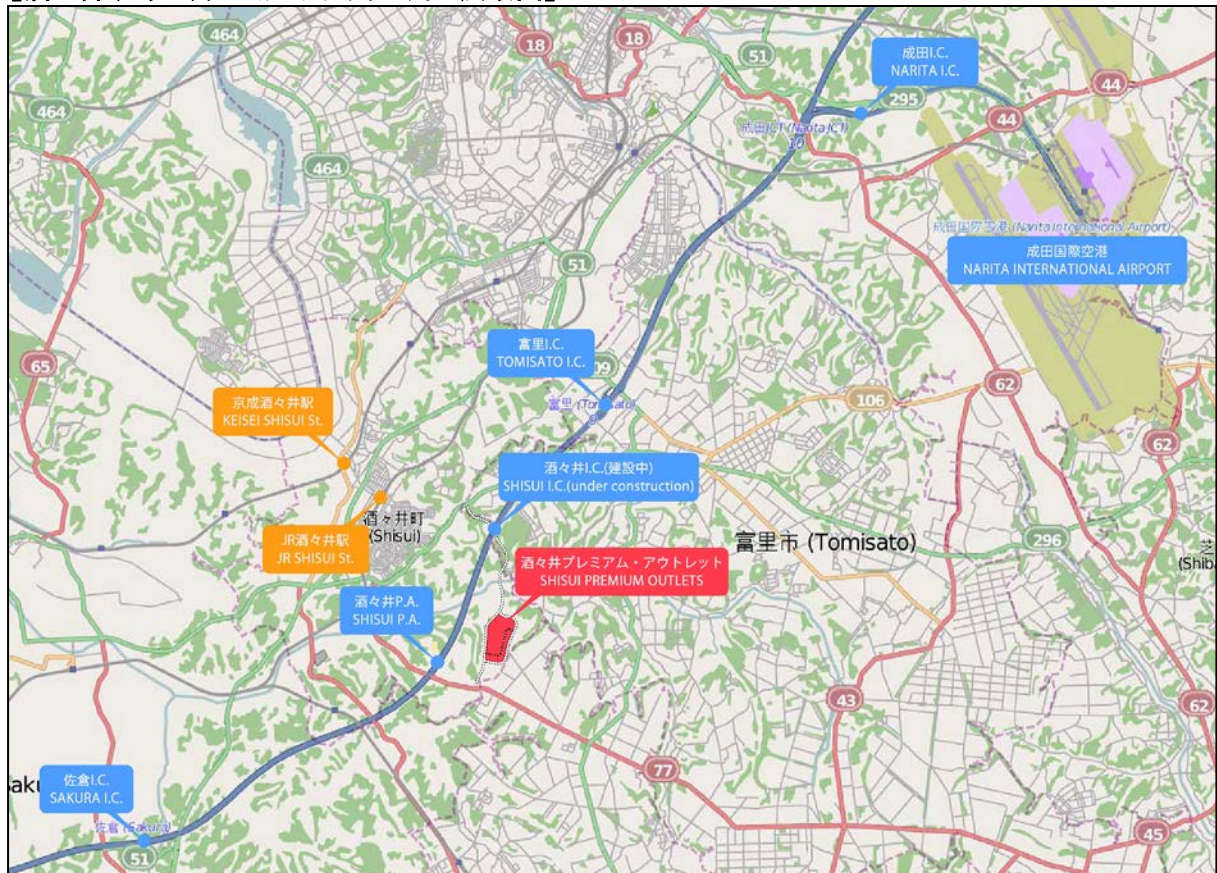 464
18
18
51
成田I.C.
NARITA I.C.
295
44
44
464
成田JCT (Narita JCT)
10
464
成田国際空港 (Narita International Airport)
成田国際空港
NARITA INTERNATIONAL AIRPORT
51
富里I.C.
TOMISATO I.C.
65
62
京成酒々井駅
KEISEI SHISUI St.
106
62
酒々井I.C.(建設中)
SHISUI I.C.(under construction)
酒々井町
(Shisui)
JR酒々井駅
JR SHISUI St.
富里市 (Tomisato)
296
酒々井プレミアム・アウトレット
SHISUI PREMIUM OUTLETS
酒々井P.A.
SHISUI P.A.
43
62
77
佐倉I.C.
SAKURA I.C.
佐倉 (Sakura)
51
45